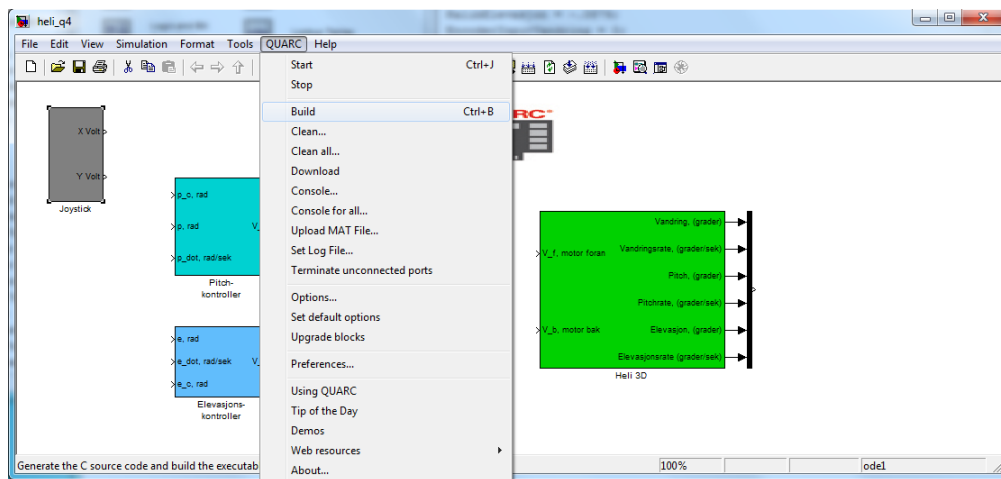 heli_q4
File Edit View Simulation Format Tools QUARC Help
Start Ctrl+J
Stop
Build Ctrl+B
Clean...
Clean all...
Download
Console...
Console for all...
Upload MAT File...
Set Log File...
Terminate unconnected ports
Options...
Set default options
Upgrade blocks
Preferences...
Using QUARC
Tip of the Day
Demos
Web resources
About...
X Volt
Y Volt
Joystick
p_c, rad
p, rad V_
p_dot, rad/sek
Pitch-
kontroller
e, rad
e_dot, rad/sek V_
e_c, rad
Elevasjons-
kontroller
RC
Vandring, (grader)
V_f, motor foran Vandringsrate, (grader/sek)
Pitch, (grader)
Pitchrate, (grader/sek)
V_b, motor bak Elevasjon, (grader)
Elevasjonsrate (grader/sek)
Heli 3D
Generate the C source code and build the executab
100% ode1